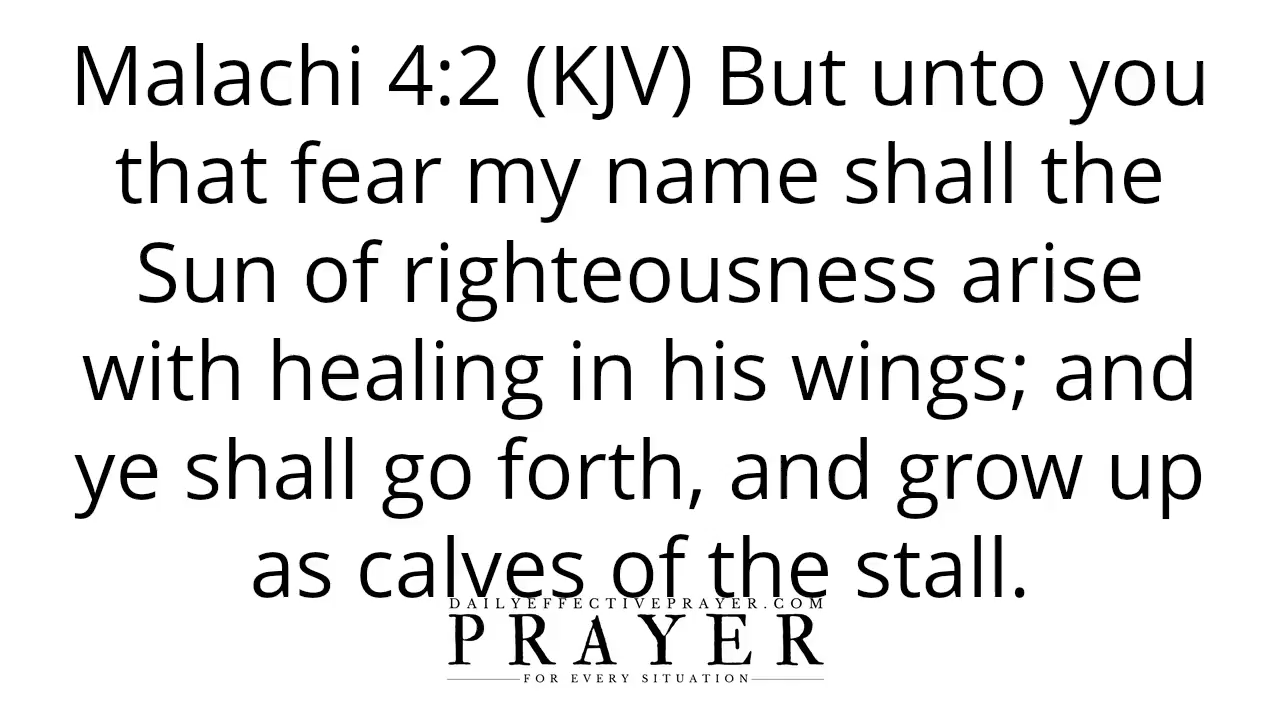 Malachi 4:2 (KJV) But unto you
that fear my name shall the
Sun of righteousness arise
with healing in his wings; and
ye shall go forth, and grow up
as calves of the stall.
DAILYEFFECTIVEPRAYER.COM
PRAYER
FOR EVERY SITUATION